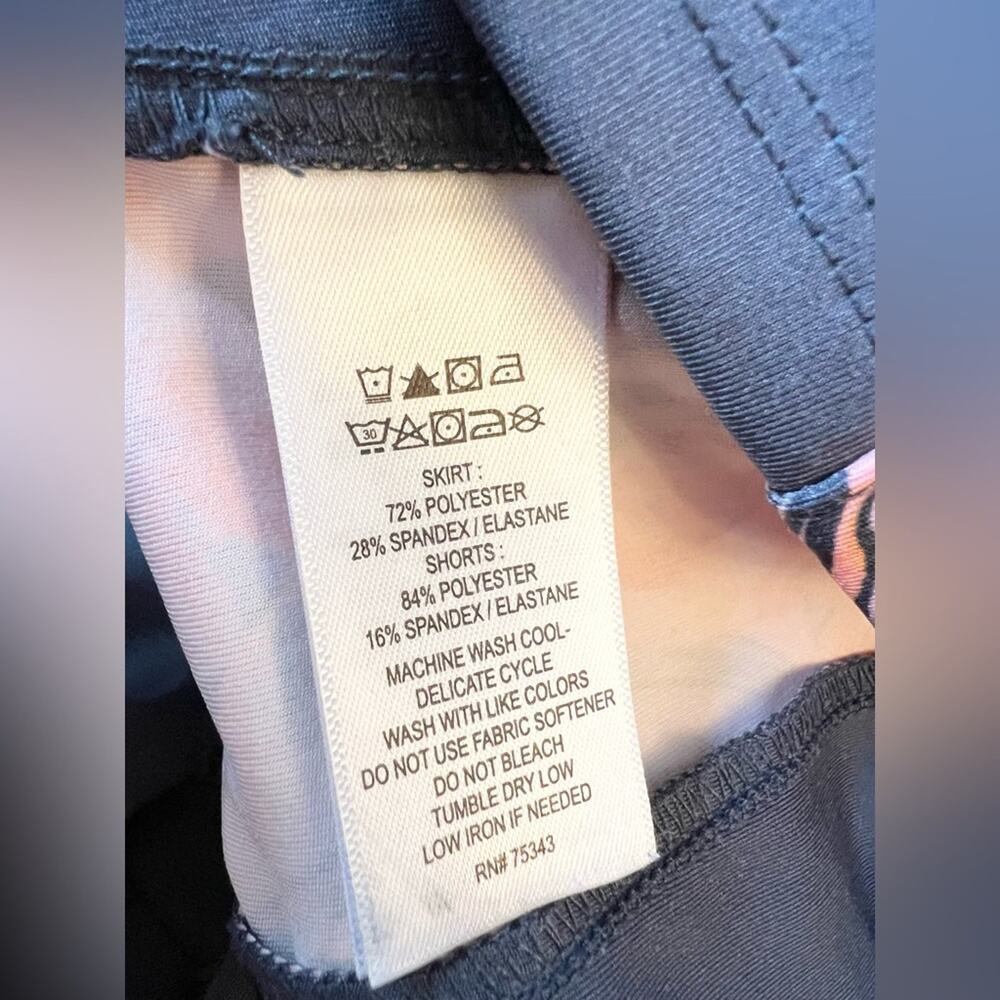 30
SKIRT :
72% POLYESTER
28% SPANDEX / ELASTANE
SHORTS :
84% POLYESTER
16% SPANDEX / ELASTANE
MACHINE WASH COOL-
DELICATE CYCLE
WASH WITH LIKE COLORS
DO NOT USE FABRIC SOFTENER
DO NOT BLEACH
TUMBLE DRY LOW
LOW IRON IF NEEDED
RN# 75343